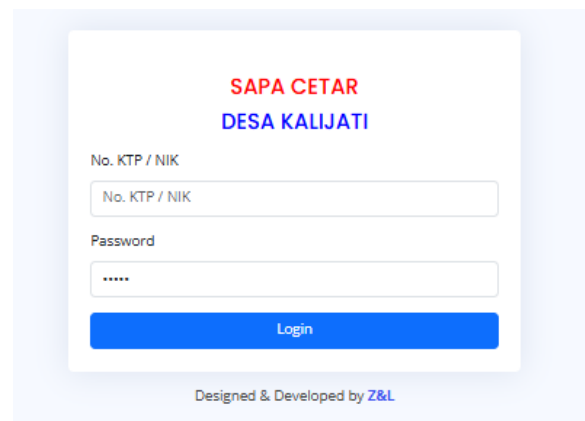 SAPA CETAR
DESA KALIJATI
No. KTP / NIK
No. KTP / NIK
Password
•••••
Login
Designed & Developed by Z&L